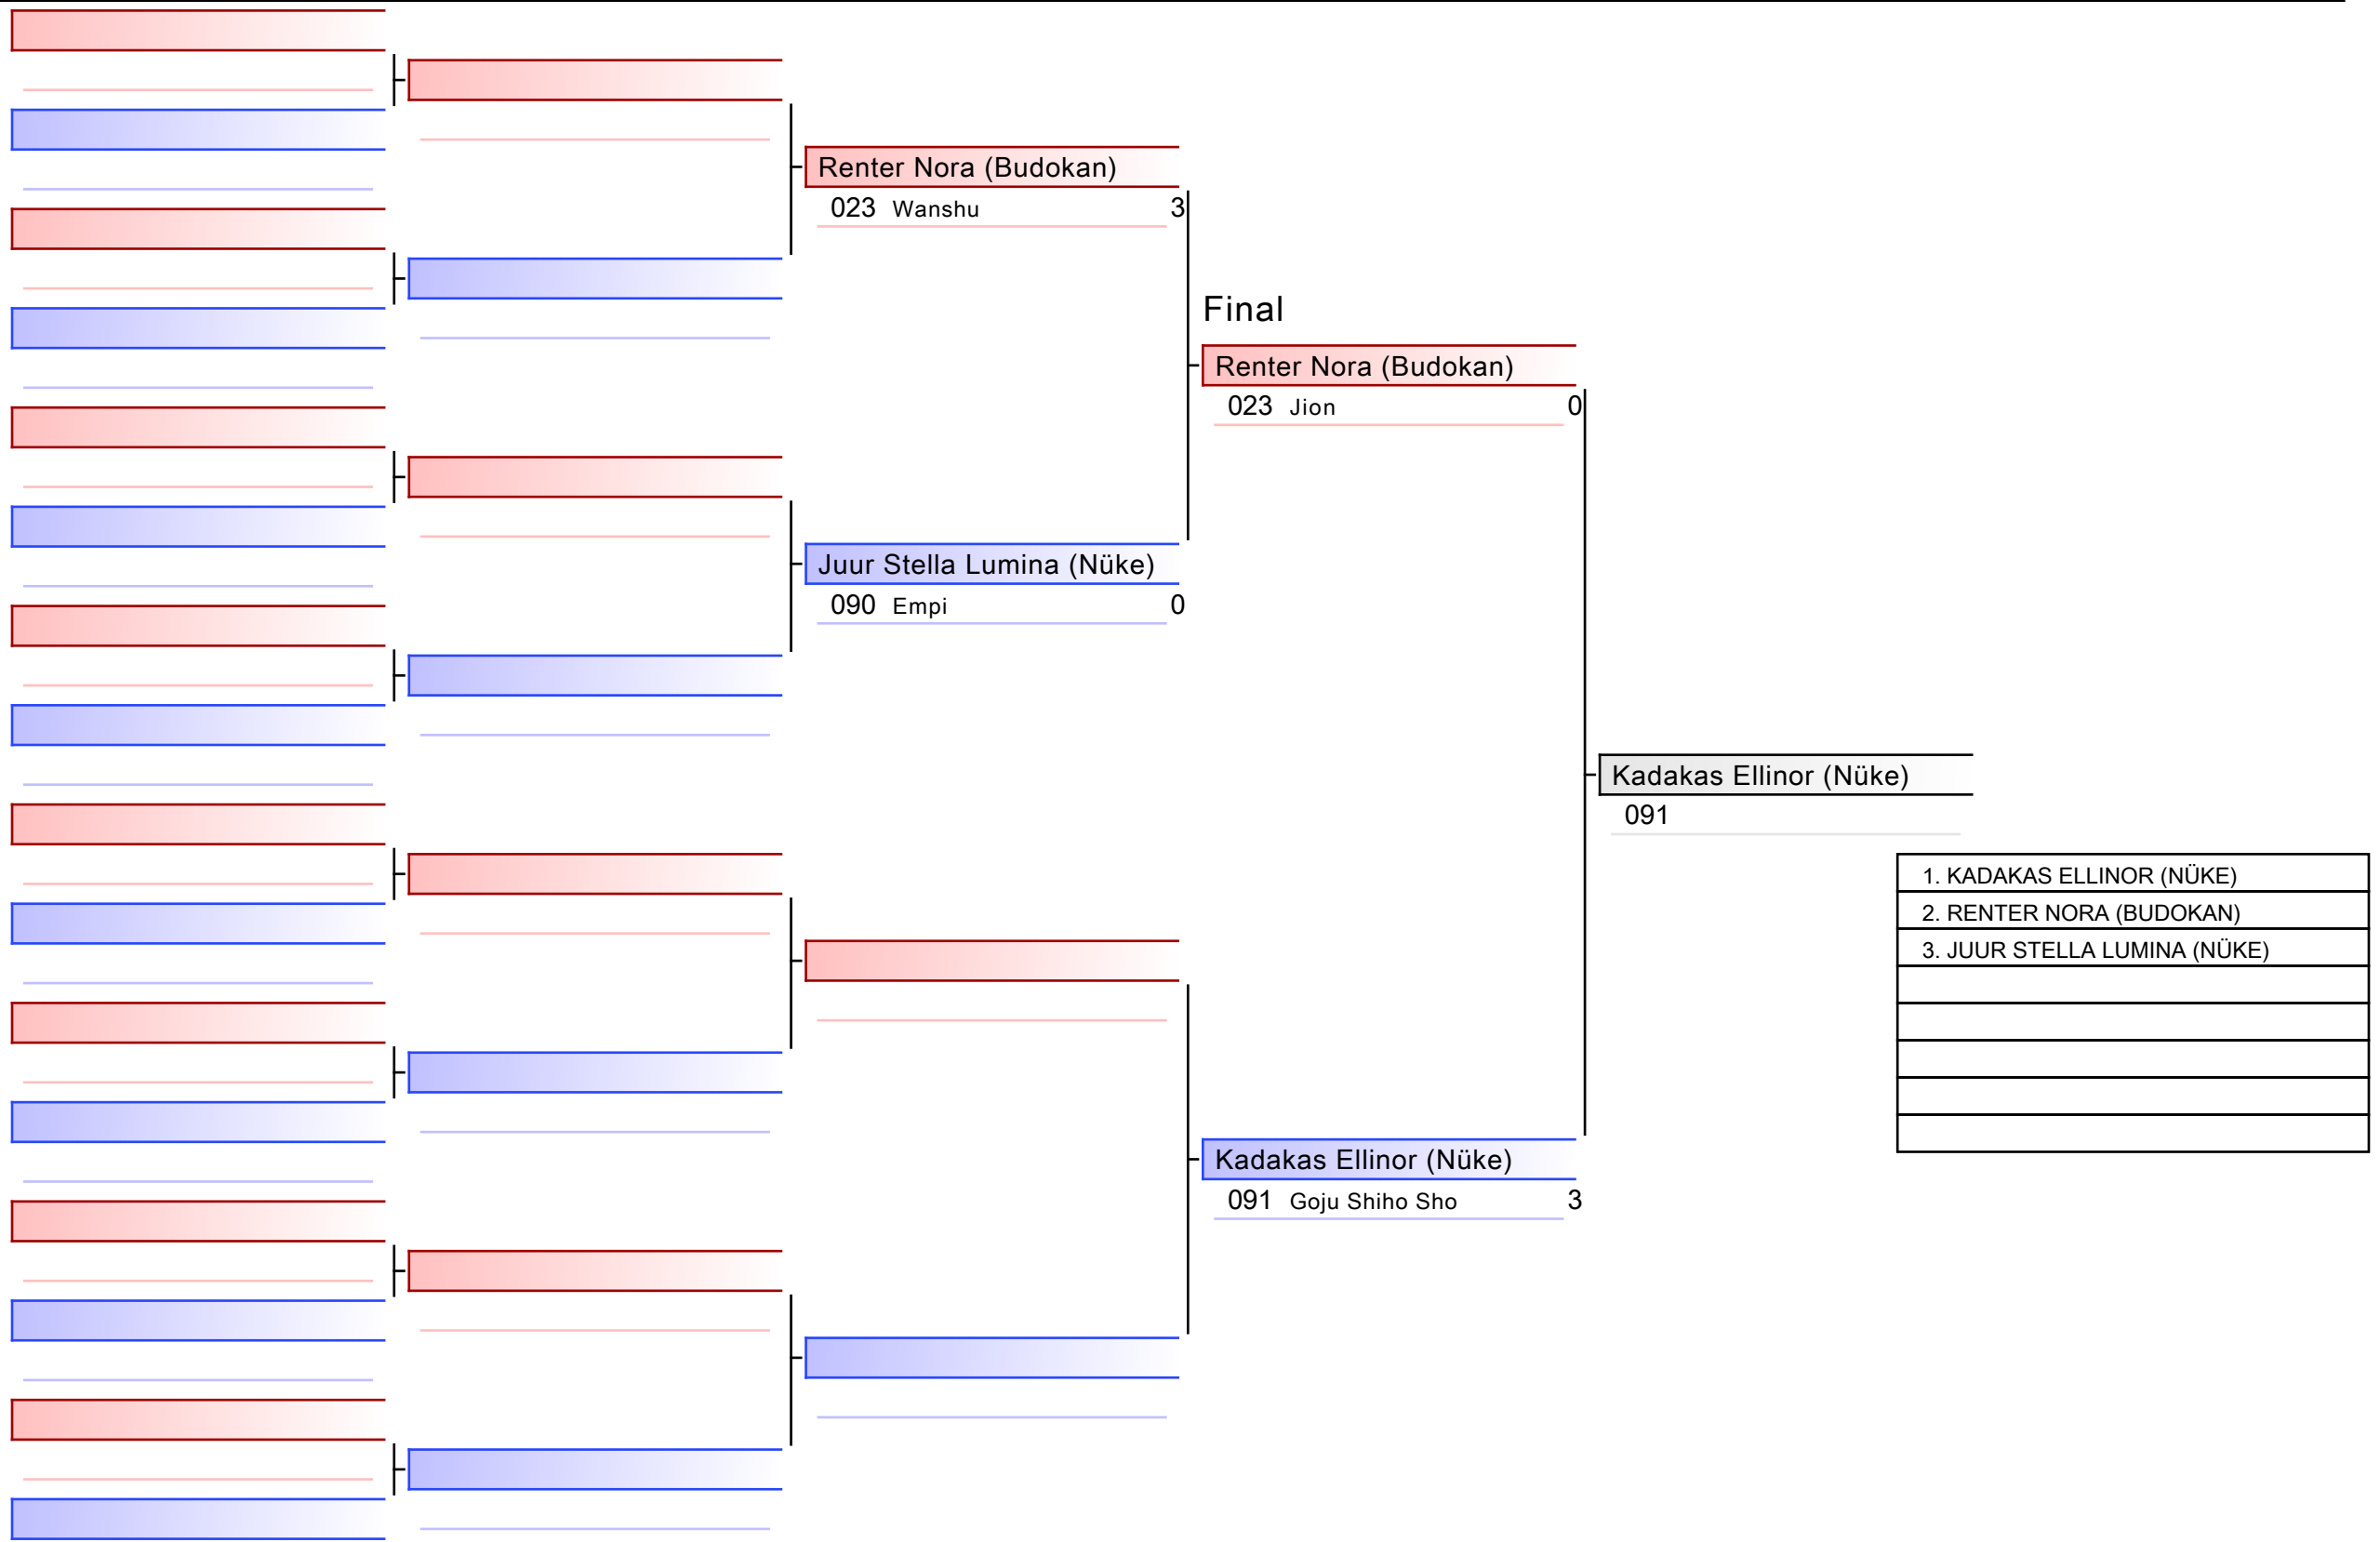 Renter Nora (Budokan)
023 Wanshu 3
Juur Stella Lumina (Nüke)
090 Empi 0
Final
Renter Nora (Budokan)
023 Jion 0
Kadakas Ellinor (Nüke)
091 Goju Shiho Sho 3
Kadakas Ellinor (Nüke)
091
1. KADAKAS ELLINOR (NÜKE)
2. RENTER NORA (BUDOKAN)
3. JUUR STELLA LUMINA (NÜKE)